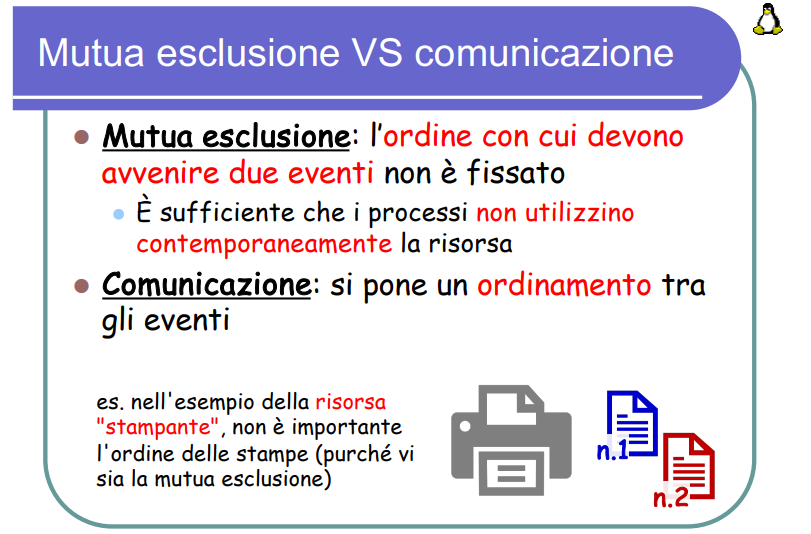 Mutua esclusione VS comunicazione
Mutua esclusione: l'ordine con cui devono
avvenire due eventi non è fissato
È sufficiente che i processi non utilizzino
contemporaneamente la risorsa
Comunicazione: si pone un ordinamento tra
gli eventi
es. nell'esempio della risorsa
"stampante", non è importante
l'ordine delle stampe (purché vi
sia la mutua esclusione)
n.1
n.2